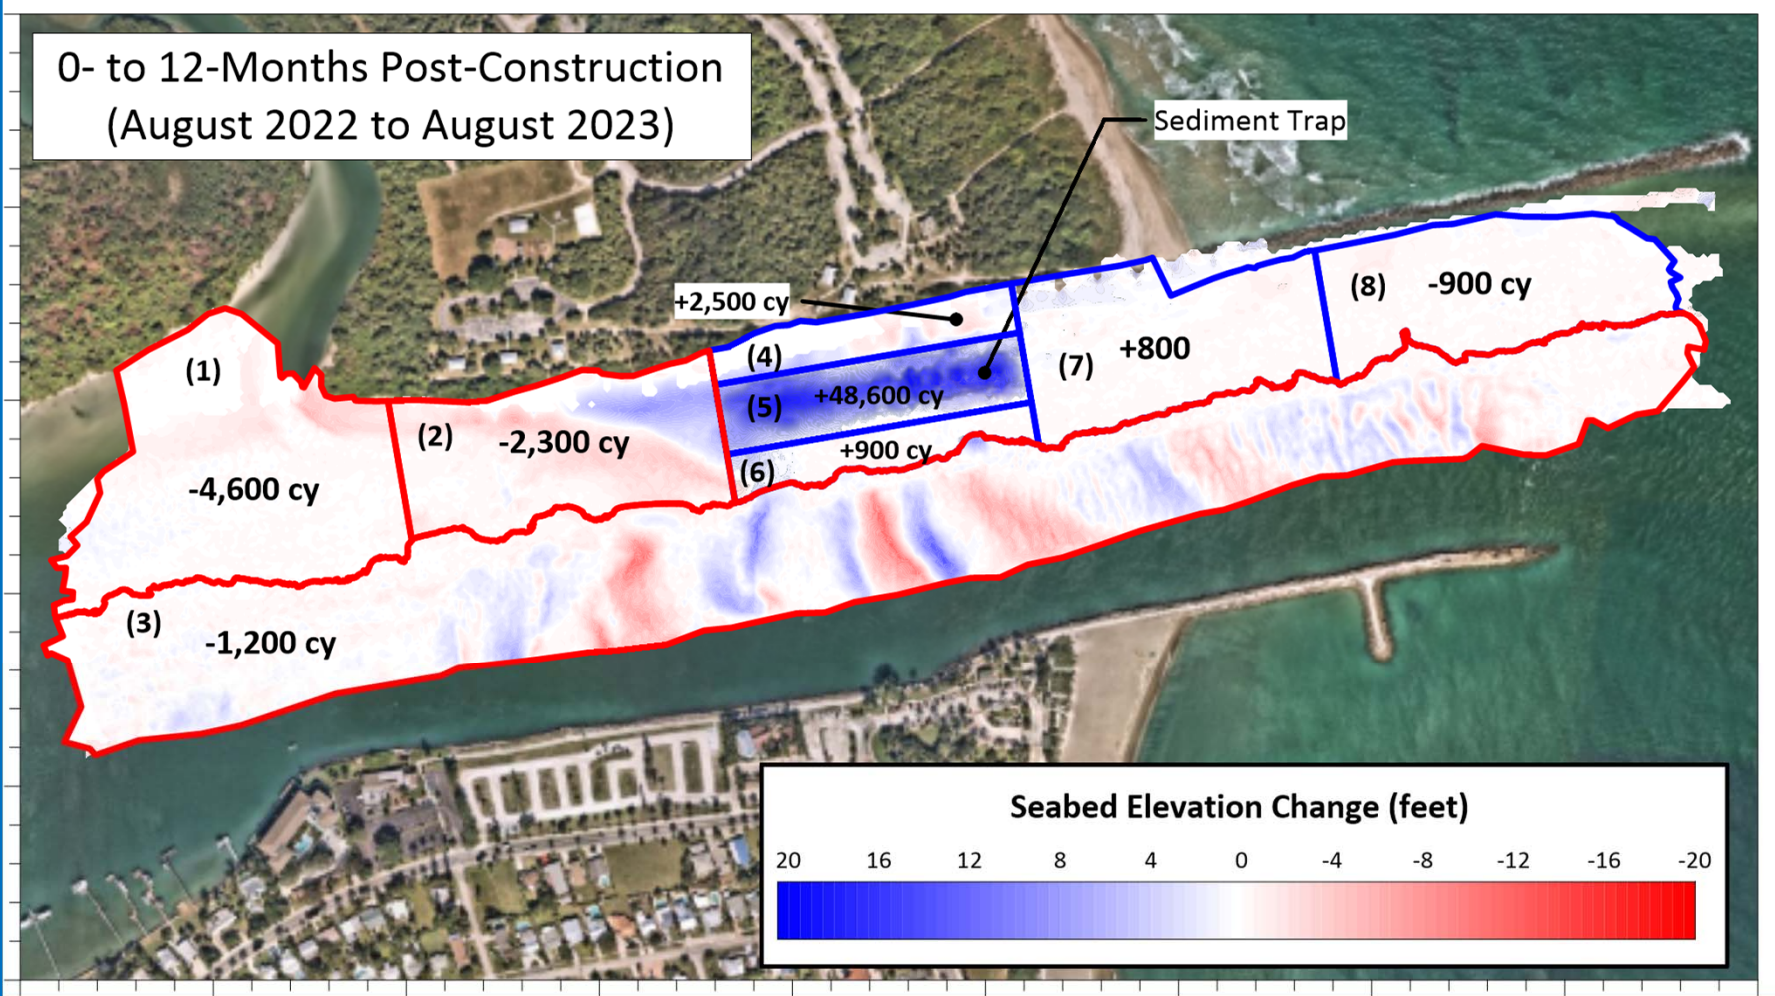 0- to 12-Months Post-Construction
(August 2022 to August 2023)
Sediment Trap
+2,500 cy
(8) -900 cy
(4)
(7) +800
(1)
(5) +48,600 cy
(2) -2,300 cy
+900 cy
(6)
-4,600 cy
(3)
-1,200 cy
Seabed Elevation Change (feet)
20 16 12 8 4 0 -4 -8 -12 -16 -20